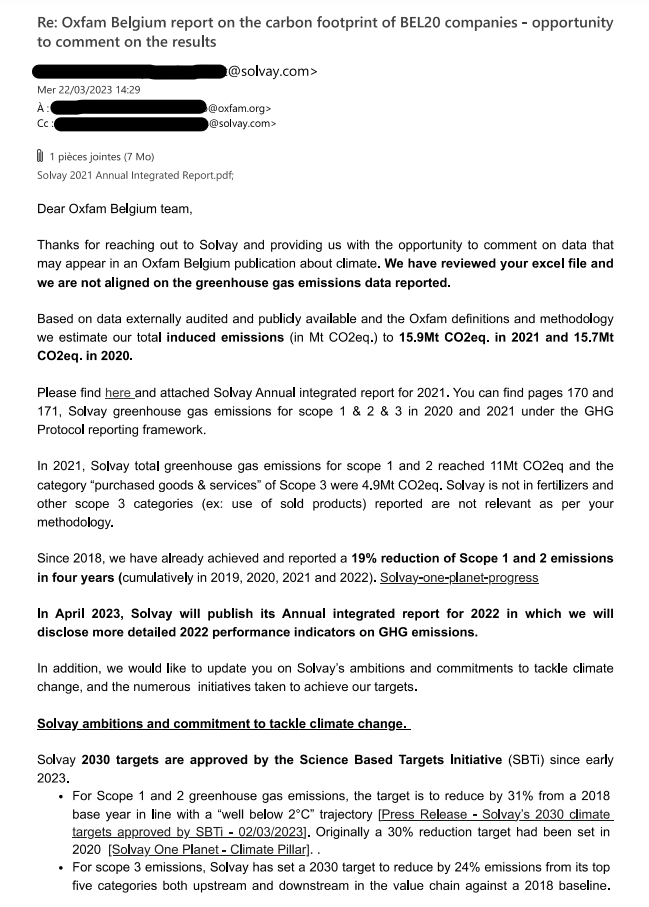 Re: Oxfam Belgium report on the carbon footprint of BEL20 companies - opportunity
to comment on the results
@solvay.com>
Mer 22/03/2023 14:29
À : @oxfam.org>
Cc : @solvay.com>
1 pièces jointes (7 Mo)
Solvay 2021 Annual Integrated Report.pdf;
Dear Oxfam Belgium team,
Thanks for reaching out to Solvay and providing us with the opportunity to comment on data that
may appear in an Oxfam Belgium publication about climate. We have reviewed your excel file and
we are not aligned on the greenhouse gas emissions data reported.
Based on data externally audited and publicly available and the Oxfam definitions and methodology
we estimate our total induced emissions (in Mt CO2eq.) to 15.9Mt CO2eq. in 2021 and 15.7Mt
CO2eq. in 2020.
Please find here and attached Solvay Annual integrated report for 2021. You can find pages 170 and
171, Solvay greenhouse gas emissions for scope 1 & 2 & 3 in 2020 and 2021 under the GHG
Protocol reporting framework.
In 2021, Solvay total greenhouse gas emissions for scope 1 and 2 reached 11Mt CO2eq and the
category “purchased goods & services” of Scope 3 were 4.9Mt CO2eq. Solvay is not in fertilizers and
other scope 3 categories (ex: use of sold products) reported are not relevant as per your
methodology.
Since 2018, we have already achieved and reported a 19% reduction of Scope 1 and 2 emissions
in four years (cumulatively in 2019, 2020, 2021 and 2022). Solvay-one-planet-progress
In April 2023, Solvay will publish its Annual integrated report for 2022 in which we will
disclose more detailed 2022 performance indicators on GHG emissions.
In addition, we would like to update you on Solvay’s ambitions and commitments to tackle climate
change, and the numerous initiatives taken to achieve our targets.
Solvay ambitions and commitment to tackle climate change.
Solvay 2030 targets are approved by the Science Based Targets Initiative (SBTi) since early
2023.
• For Scope 1 and 2 greenhouse gas emissions, the target is to reduce by 31% from a 2018
base year in line with a “well below 2°C” trajectory [Press Release - Solvay’s 2030 climate
targets approved by SBTi - 02/03/2023]. Originally a 30% reduction target had been set in
2020 [Solvay One Planet - Climate Pillar]. .
• For scope 3 emissions, Solvay has set a 2030 target to reduce by 24% emissions from its top
five categories both upstream and downstream in the value chain against a 2018 baseline.